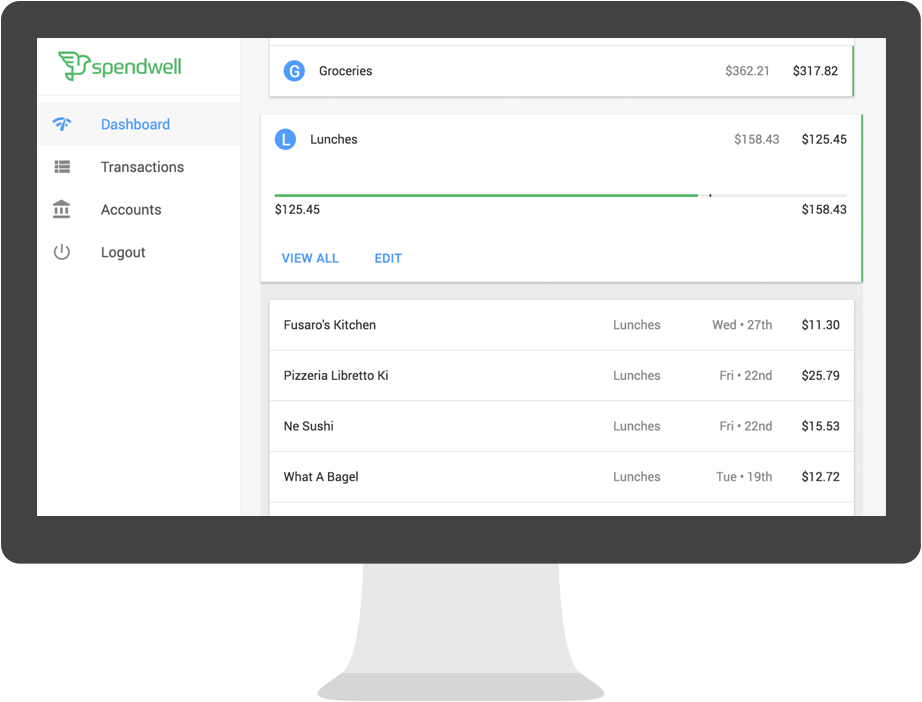 spendwell
Dashboard
Transactions
Accounts
Logout
G Groceries $362.21 $317.82
L Lunches $158.43 $125.45
$125.45 $158.43
VIEW ALL EDIT
Fusaro's Kitchen Lunches Wed • 27th $11.30
Pizzeria Libretto Ki Lunches Fri • 22nd $25.79
Ne Sushi Lunches Fri • 22nd $15.53
What A Bagel Lunches Tue • 19th $12.72